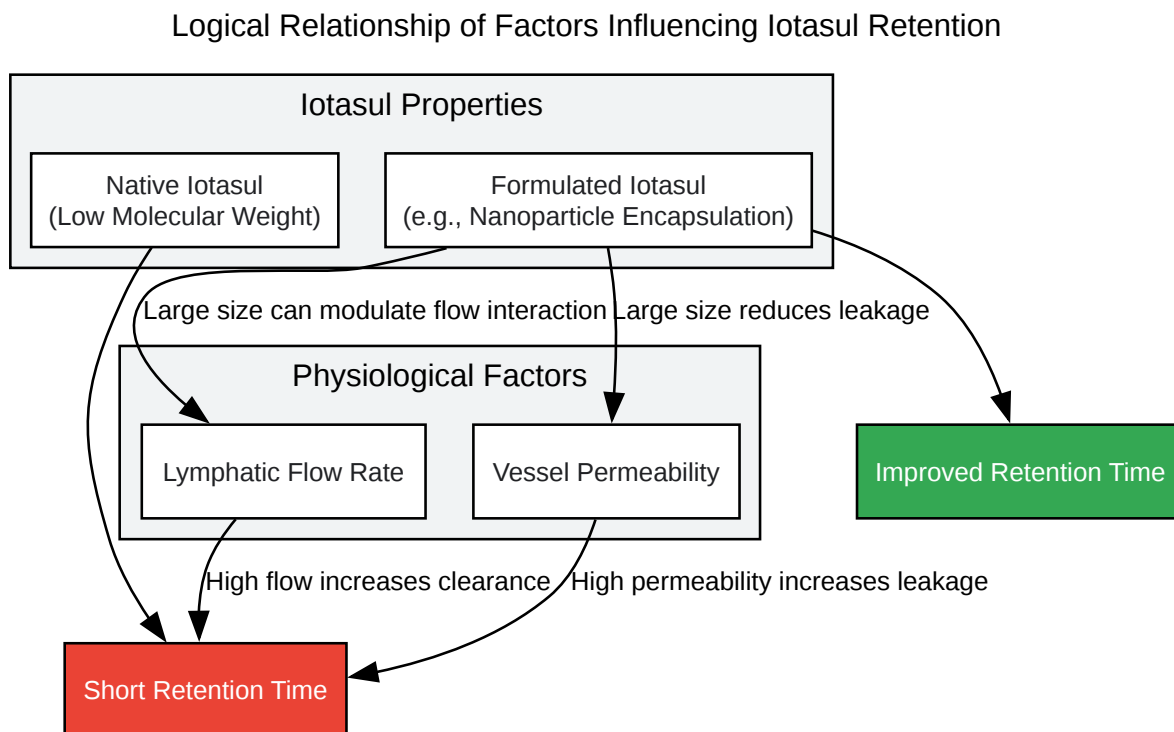 Logical Relationship of Factors Influencing Iotasul Retention
Iotasul Properties
Native Iotasul
(Low Molecular Weight)
Formulated Iotasul
(e.g., Nanoparticle Encapsulation)
Large size can modulate flow interaction
Large size reduces leakage
Physiological Factors
Lymphatic Flow Rate
Vessel Permeability
Improved Retention Time
High flow increases clearance
High permeability increases leakage
Short Retention Time